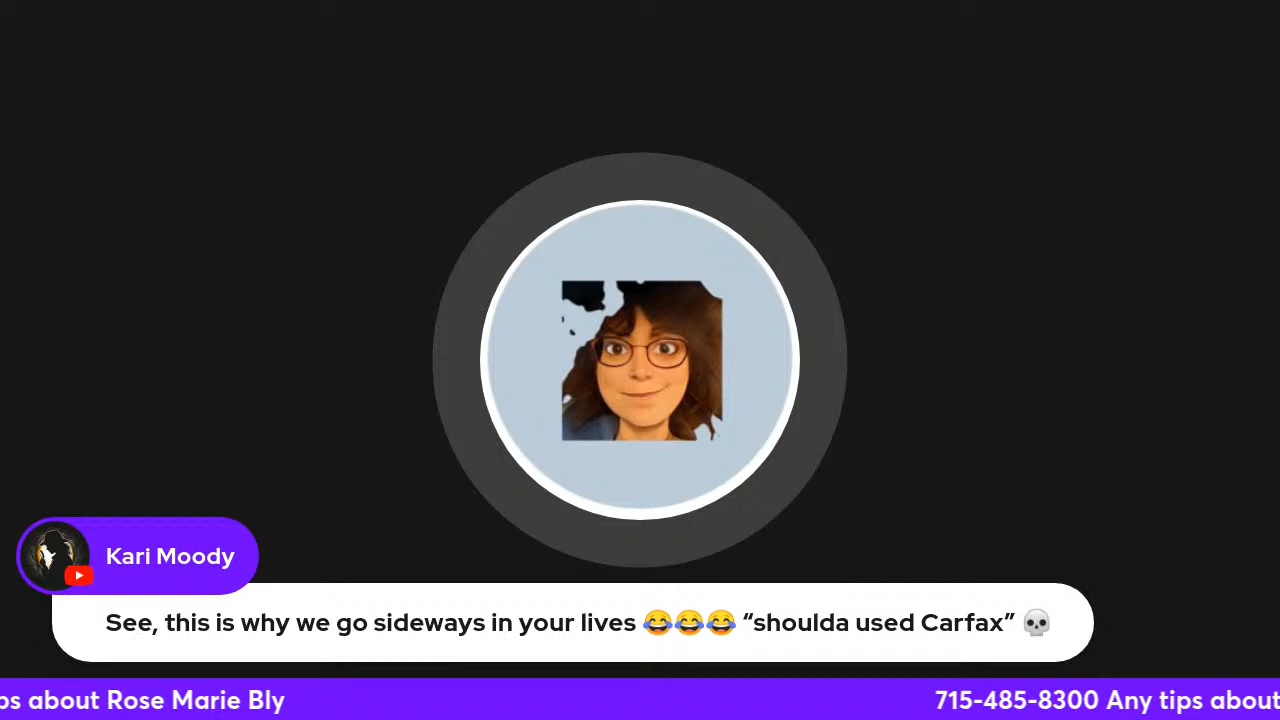 Kari Moody
See, this is why we go sideways in your lives 😂😂😂 “shoulda used Carfax” 💀
ps about Rose Marie Bly 715-485-8300 Any tips about